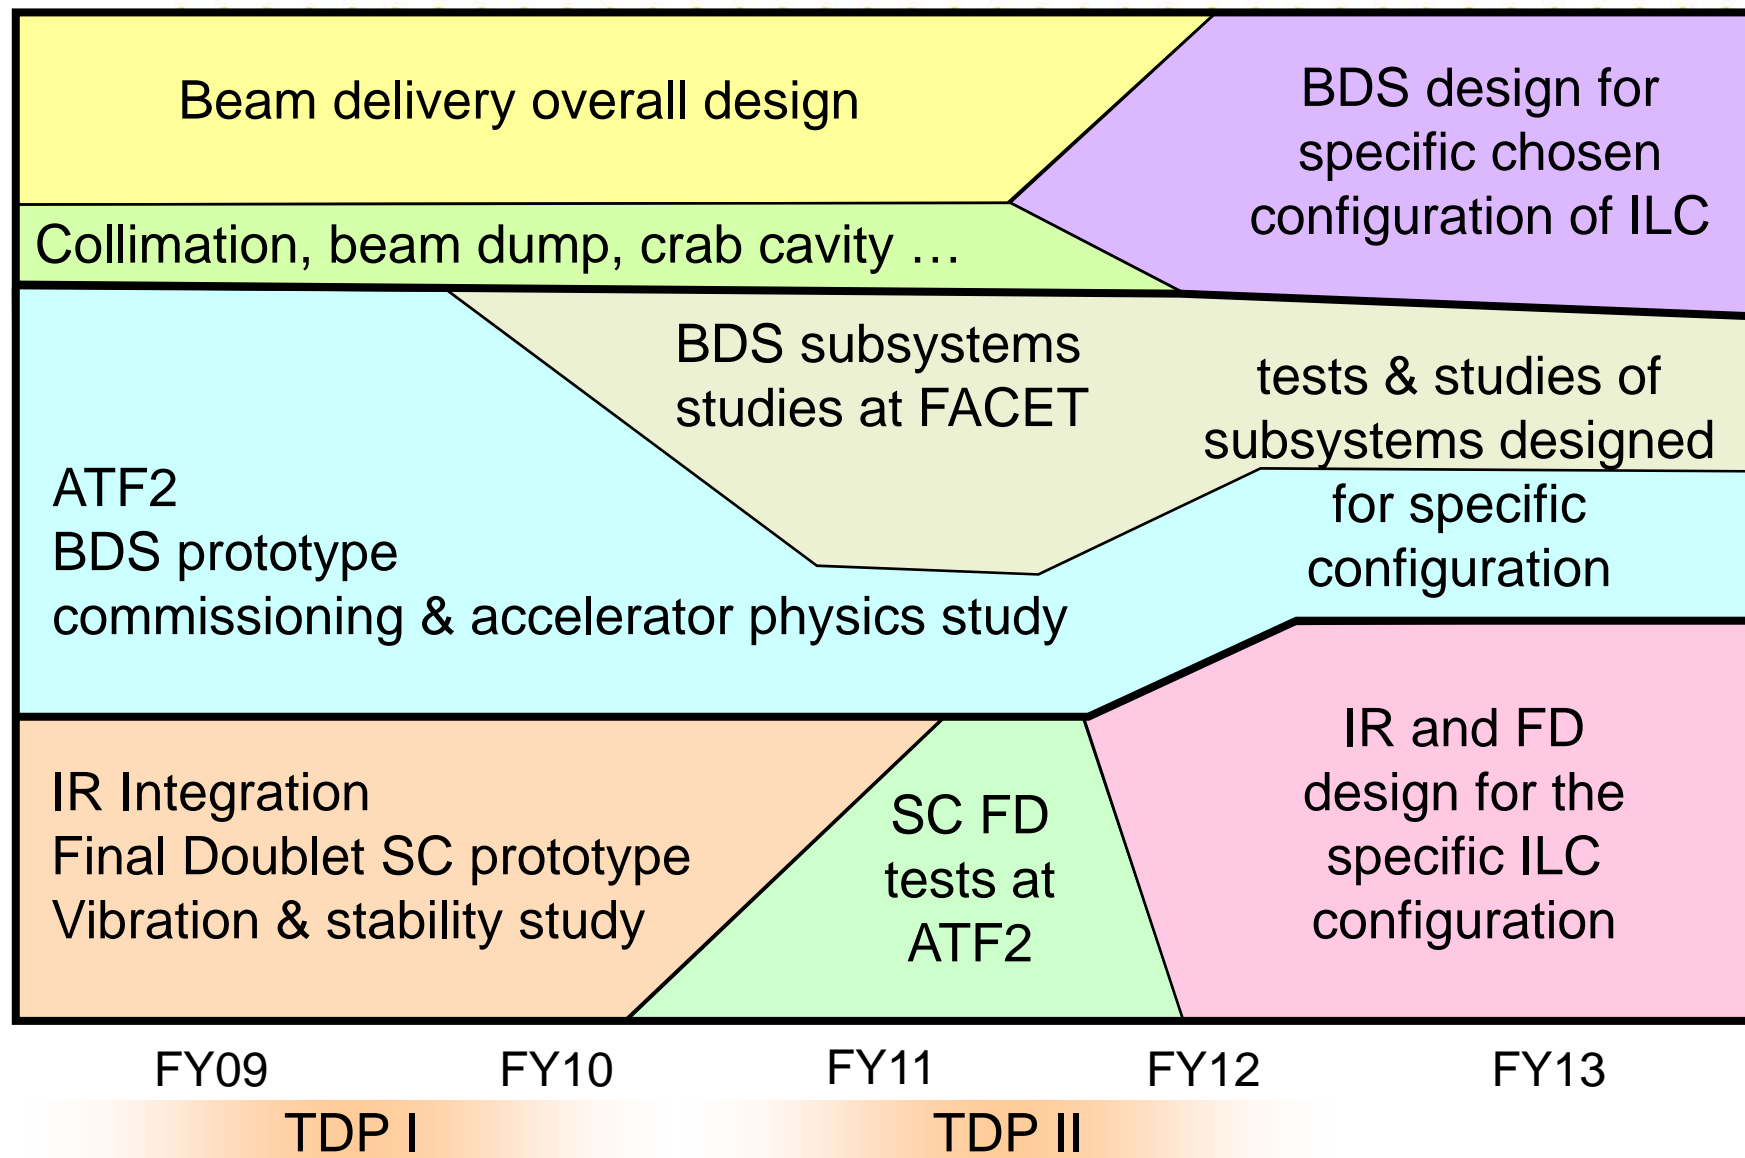 Beam delivery overall design
BDS design for
specific chosen
configuration of ILC
Collimation, beam dump, crab cavity …
BDS subsystems
studies at FACET
tests & studies of
subsystems designed
for specific
configuration
ATF2
BDS prototype
commissioning & accelerator physics study
IR Integration
Final Doublet SC prototype
Vibration & stability study
SC FD
tests at
ATF2
IR and FD
design for the
specific ILC
configuration
FY09 FY10 FY11 FY12 FY13
TDP I TDP II